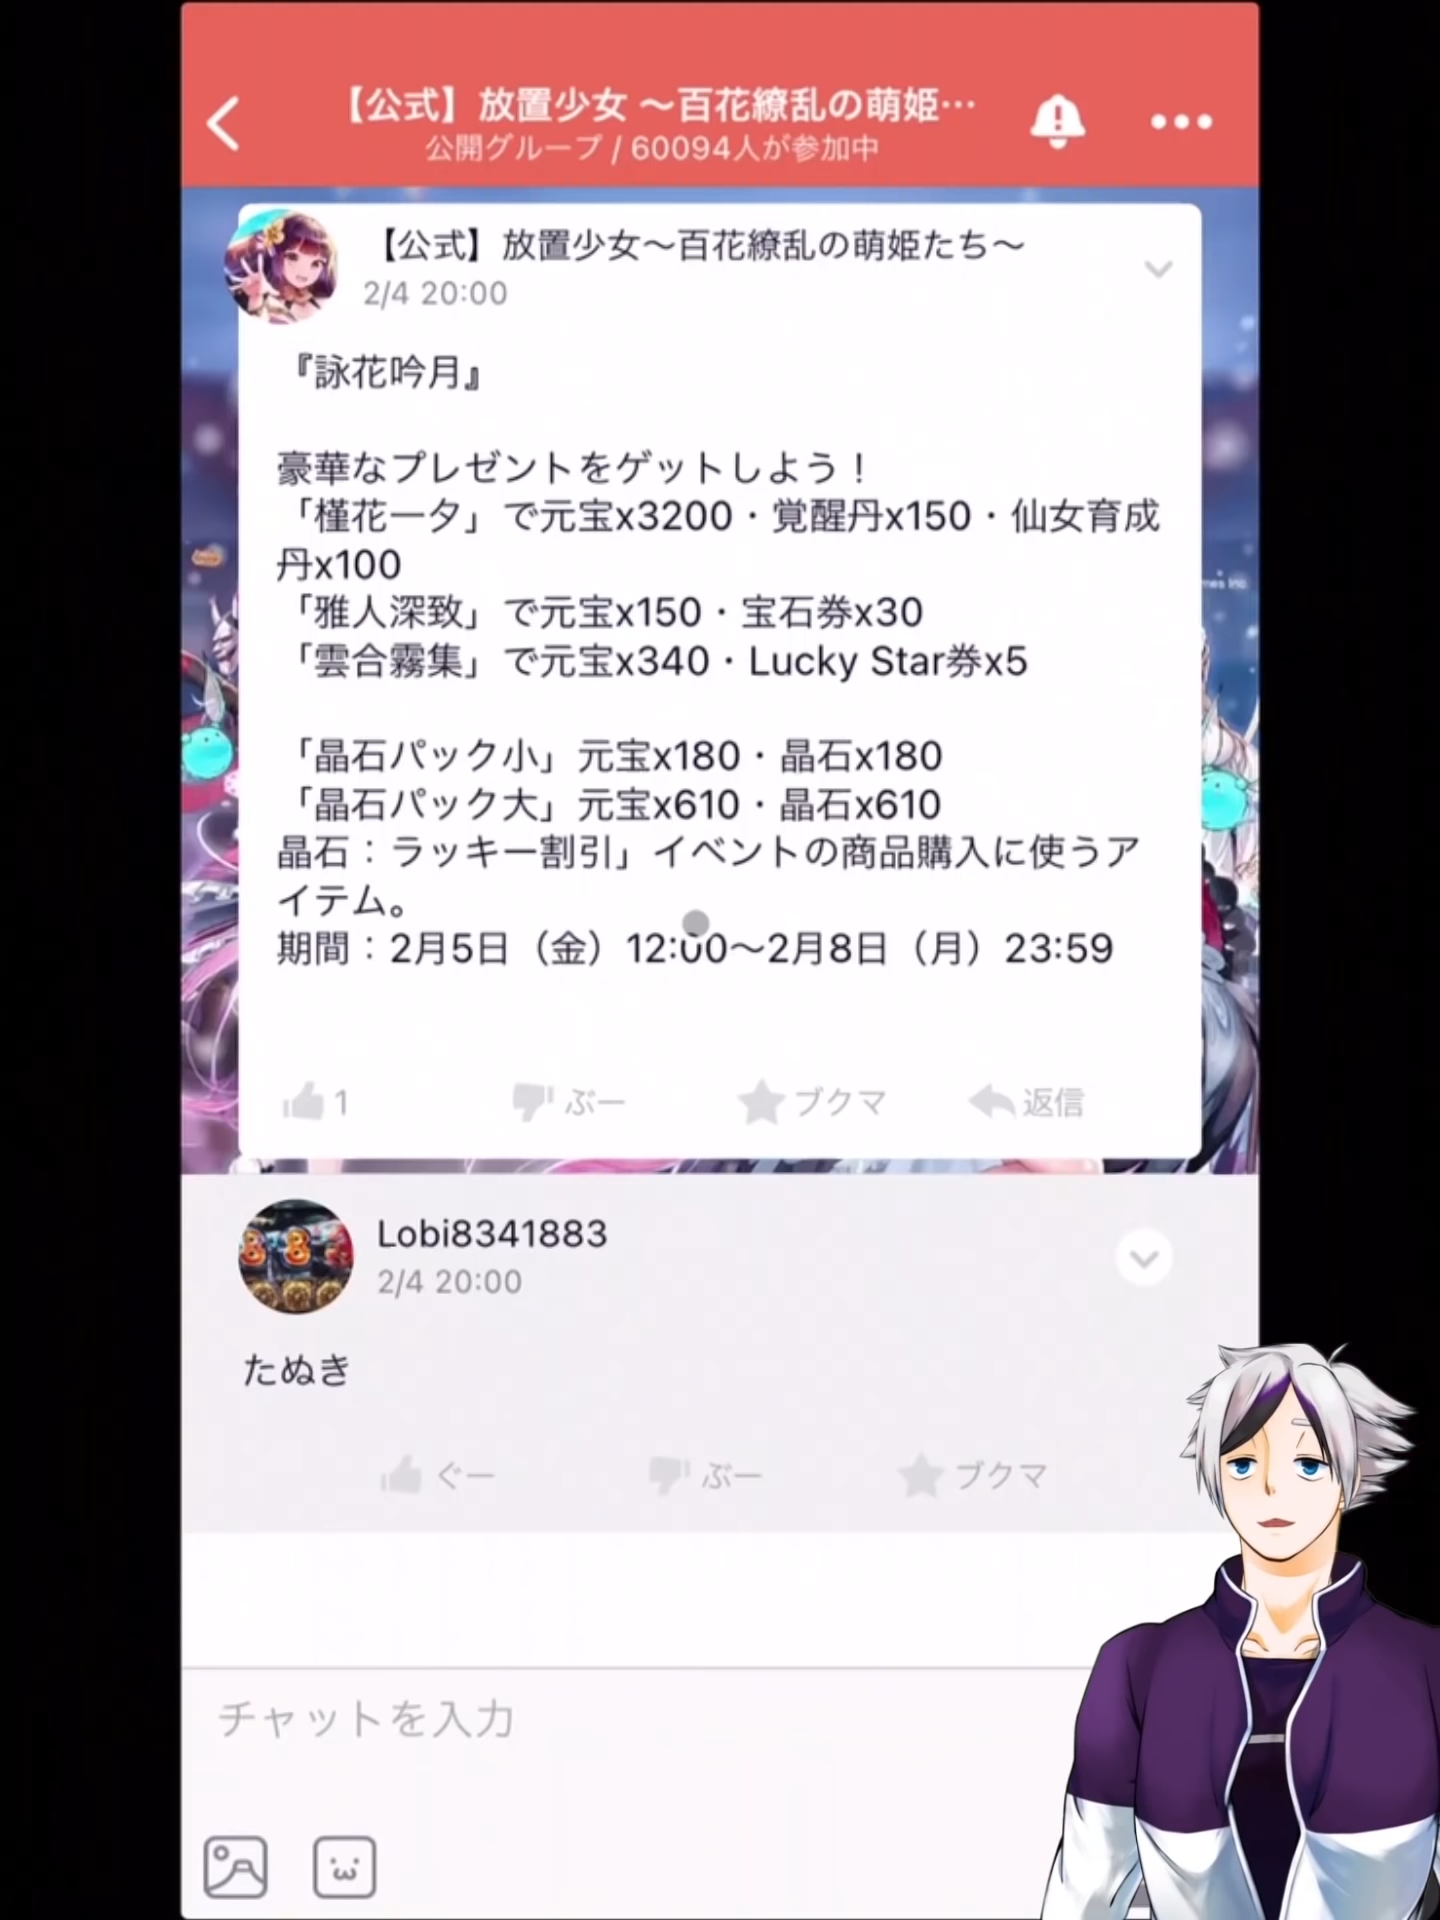 【公式】放置少女 〜百花繚乱の萌姫…
公開グループ / 60094人が参加中
【公式】放置少女〜百花繚乱の萌姫たち〜
2/4 20:00
『詠花吟月』
豪華なプレゼントをゲットしよう！
「槿花一夕」で元宝x3200・覚醒丹x150・仙女育成
丹x100
「雅人深致」で元宝x150・宝石券x30
「雲合霧集」で元宝x340・Lucky Star券x5
「晶石パック小」元宝x180・晶石x180
「晶石パック大」元宝x610・晶石x610
晶石：ラッキー割引」イベントの商品購入に使うア
イテム。
期間：2月5日（金）12:00〜2月8日（月）23:59
1 ぶー ブクマ 返信
Lobi8341883
2/4 20:00
たぬき
ぐー ぶー ブクマ
チャットを入力